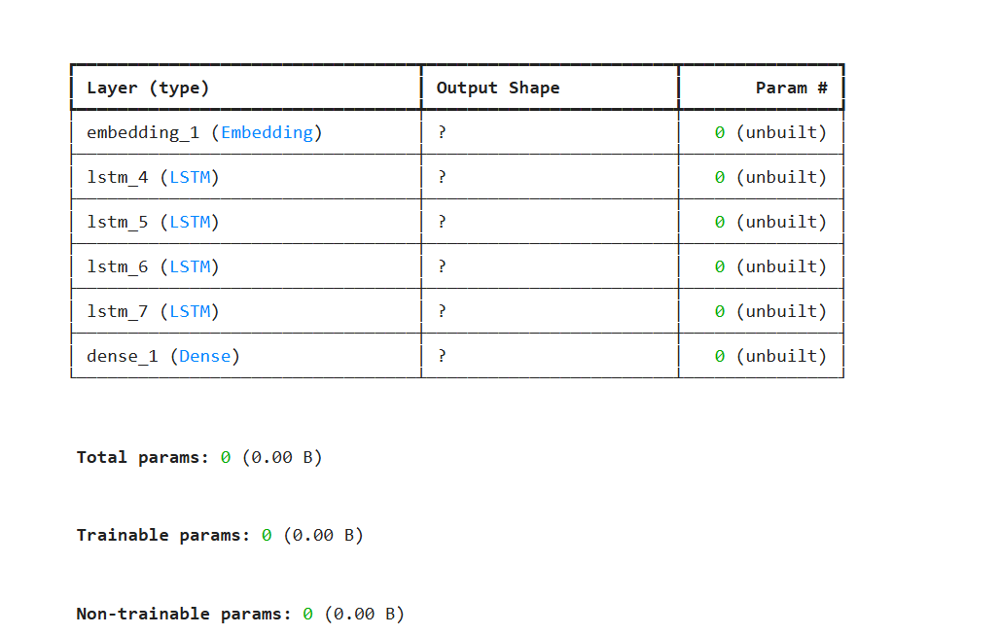 Layer (type) Output Shape Param #
embedding_1 (Embedding) ? 0 (unbuilt)
lstm_4 (LSTM) ? 0 (unbuilt)
lstm_5 (LSTM) ? 0 (unbuilt)
lstm_6 (LSTM) ? 0 (unbuilt)
lstm_7 (LSTM) ? 0 (unbuilt)
dense_1 (Dense) ? 0 (unbuilt)
Total params: 0 (0.00 B)
Trainable params: 0 (0.00 B)
Non-trainable params: 0 (0.00 B)